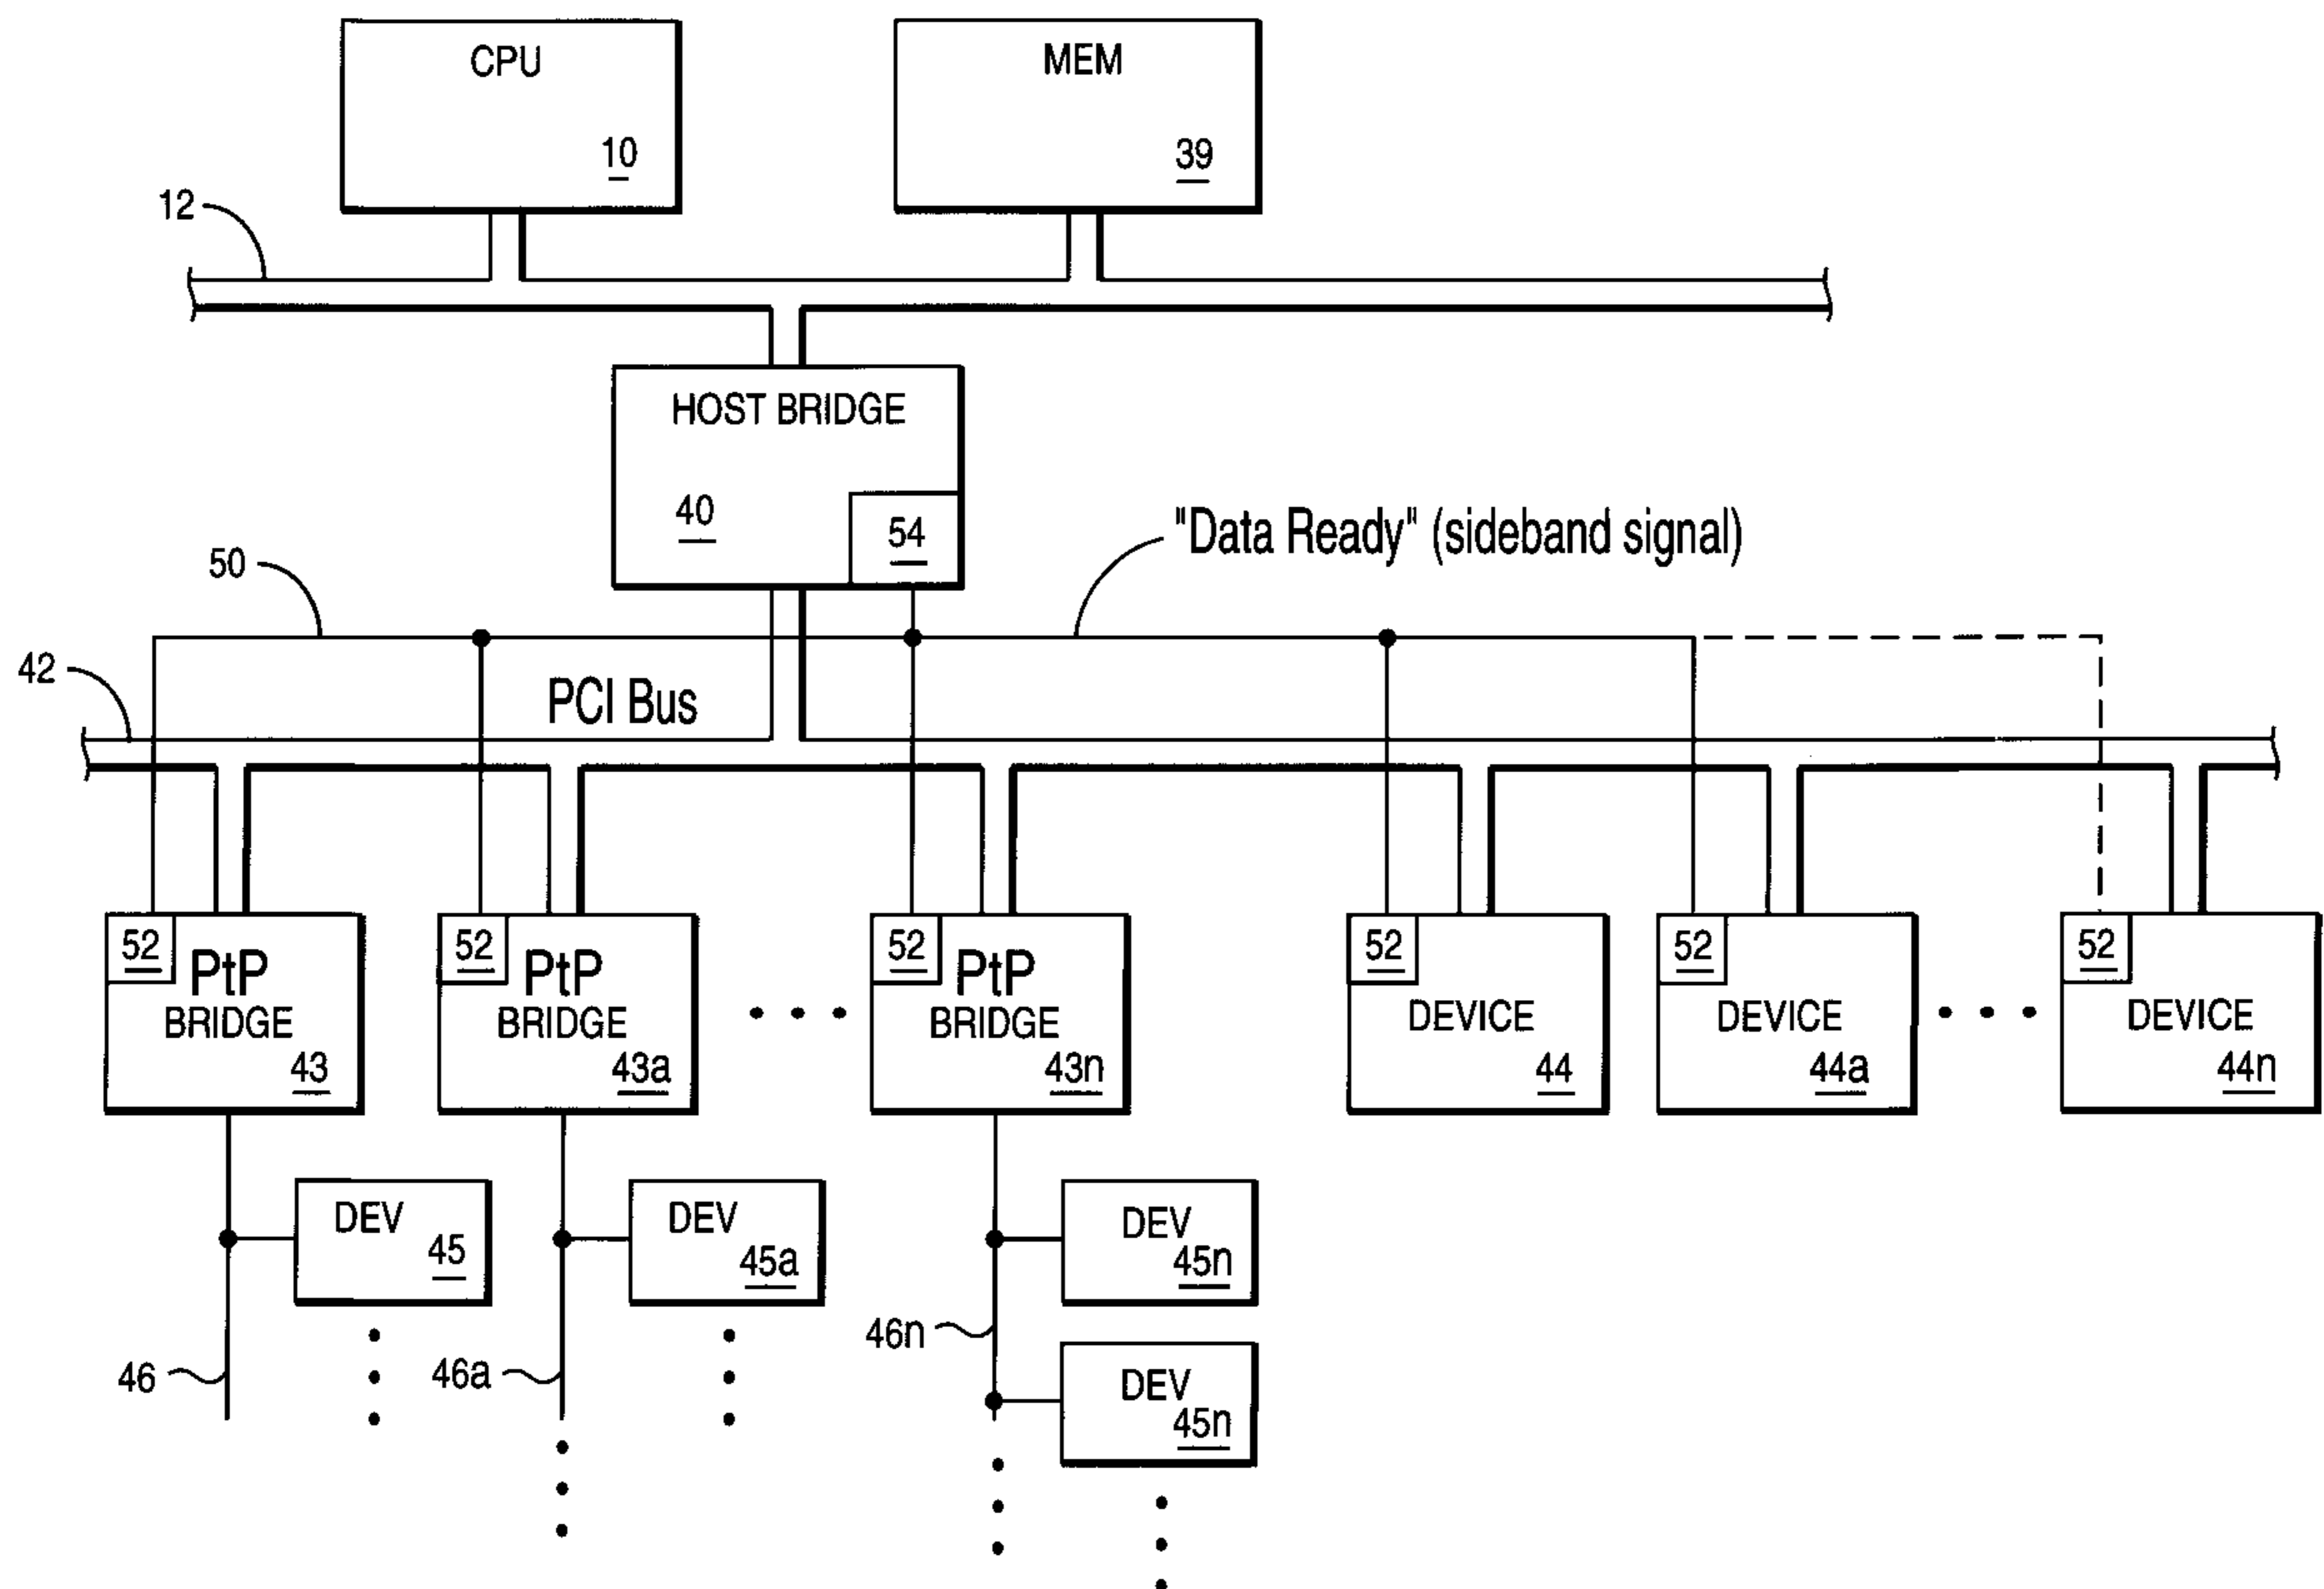 CPU
10
MEM
39
12
HOST BRIDGE
40
54
"Data Ready" (sideband signal)
50
42
PCI Bus
52
PtP
BRIDGE
43
52
PtP
BRIDGE
43a
52
PtP
BRIDGE
43n
52
DEVICE
44
52
DEVICE
44a
52
DEVICE
44n
DEV
45
DEV
45a
DEV
45n
46
46a
46n
DEV
45n